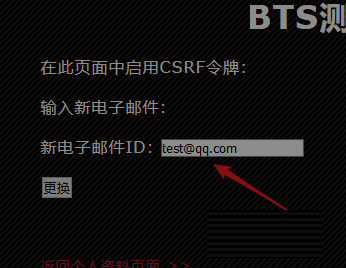 BTS测
在此页面中启用CSRF令牌：
输入新电子邮件：
新电子邮件ID：test@qq.com
更换
返回个人资料页面 >>